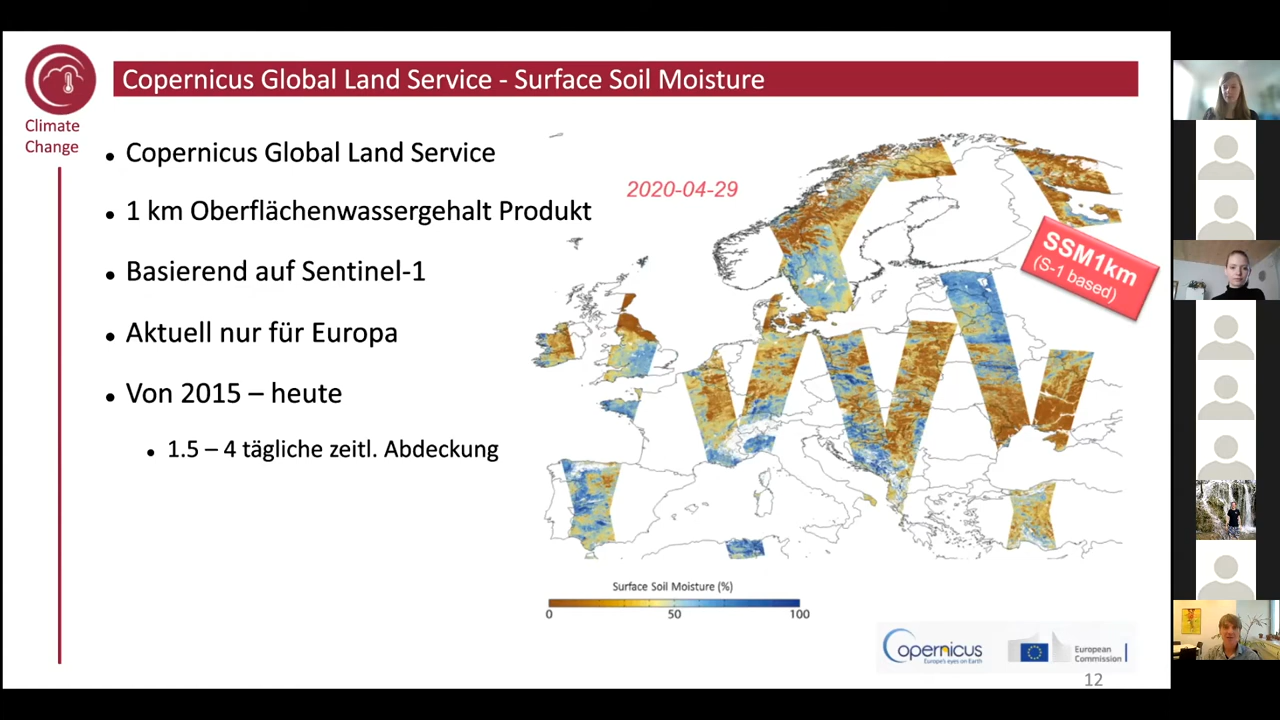 Copernicus Global Land Service - Surface Soil Moisture
Climate
Change
• Copernicus Global Land Service
• 1 km Oberflächenwassergehalt Produkt
• Basierend auf Sentinel-1
• Aktuell nur für Europa
• Von 2015 – heute
• 1.5 – 4 tägliche zeitl. Abdeckung
2020-04-29
SSM1km
(S-1 based)
Surface Soil Moisture (%)
0 50 100
opernicus
Europe's eyes on Earth
European
Commission
12